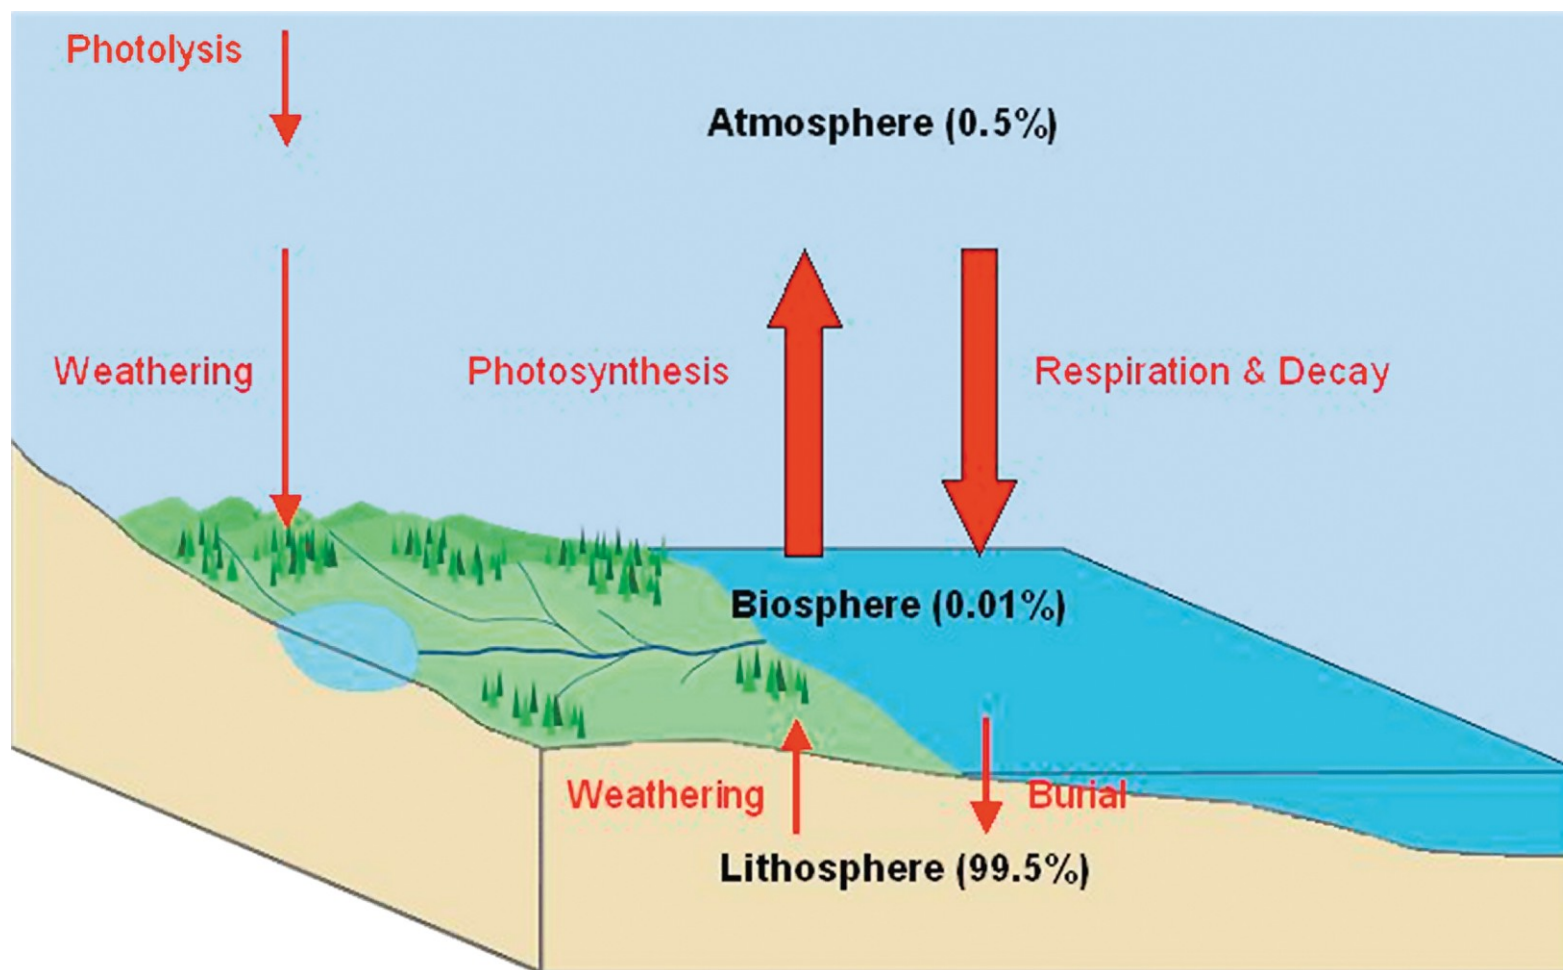 Photolysis
Atmosphere (0.5%)
Weathering
Photosynthesis
Respiration & Decay
Biosphere (0.01%)
Weathering
Burial
Lithosphere (99.5%)